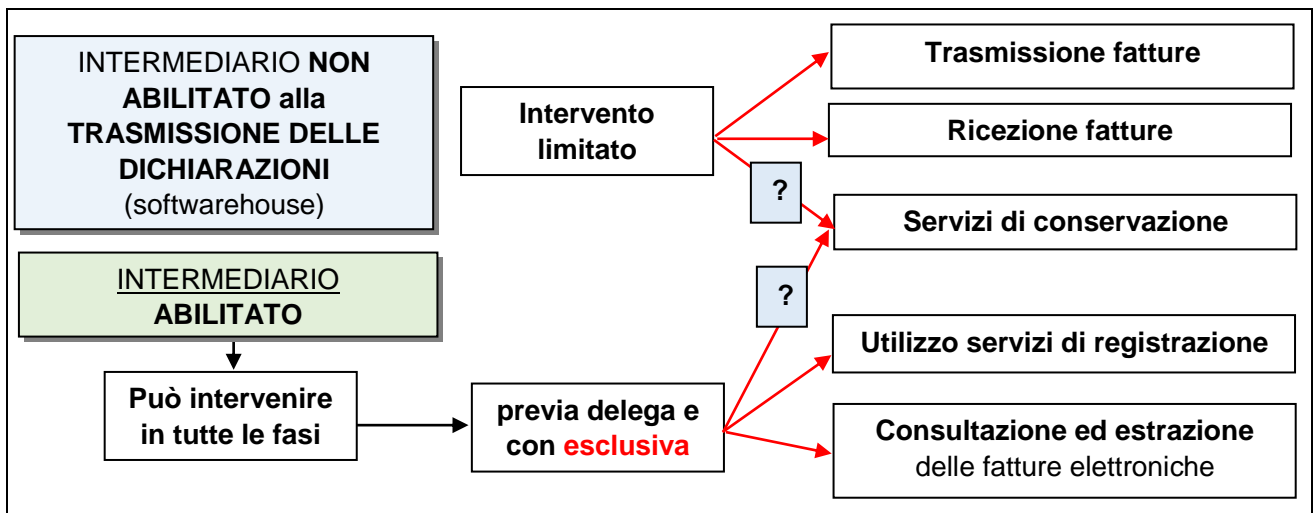 INTERMEDIARIO NON
ABILITATO alla
TRASMISSIONE DELLE
DICHIARAZIONI
(softwarehouse)
Intervento
limitato
Trasmissione fatture
Ricezione fatture
?
Servizi di conservazione
INTERMEDIARIO
ABILITATO
?
Può intervenire
in tutte le fasi
previa delega e
con esclusiva
Utilizzo servizi di registrazione
Consultazione ed estrazione
delle fatture elettroniche